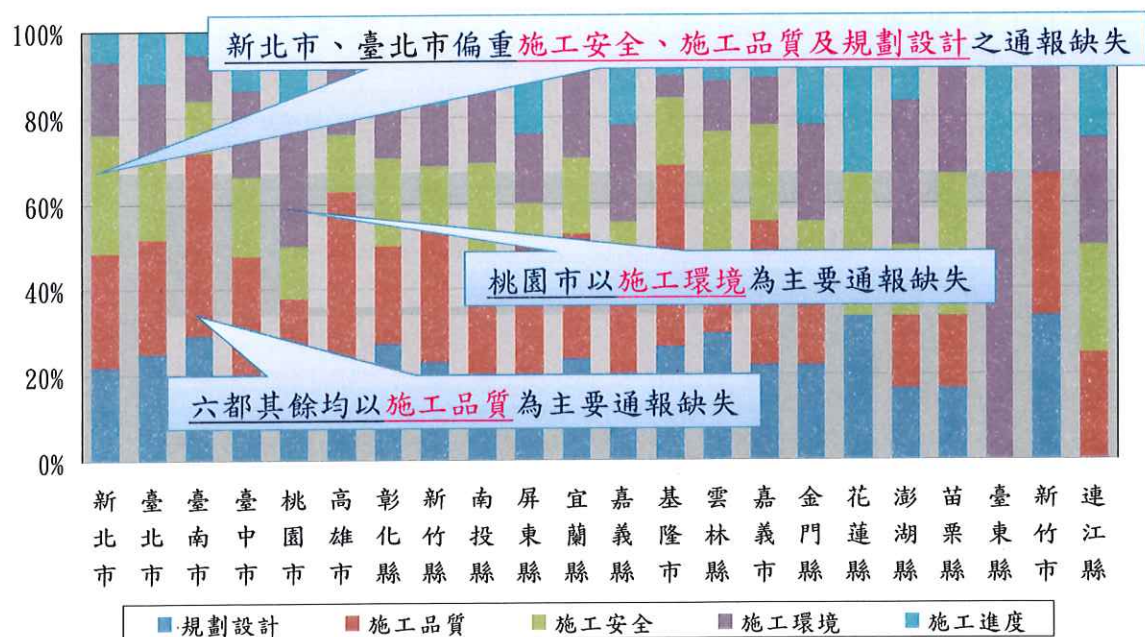 100%
80%
60%
40%
20%
0%
新北市、臺北市偏重施工安全、施工品質及規劃設計之通報缺失
桃園市以施工環境為主要通報缺失
六都其餘均以施工品質為主要通報缺失
新北市
臺北市
臺南市
臺中市
桃園市
高雄市
彰化縣
新竹縣
南投縣
屏東縣
宜蘭縣
嘉義縣
基隆市
雲林縣
嘉義市
金門縣
花蓮縣
澎湖縣
苗栗縣
臺東縣
新竹市
連江縣
規劃設計
施工品質
施工安全
施工環境
施工進度